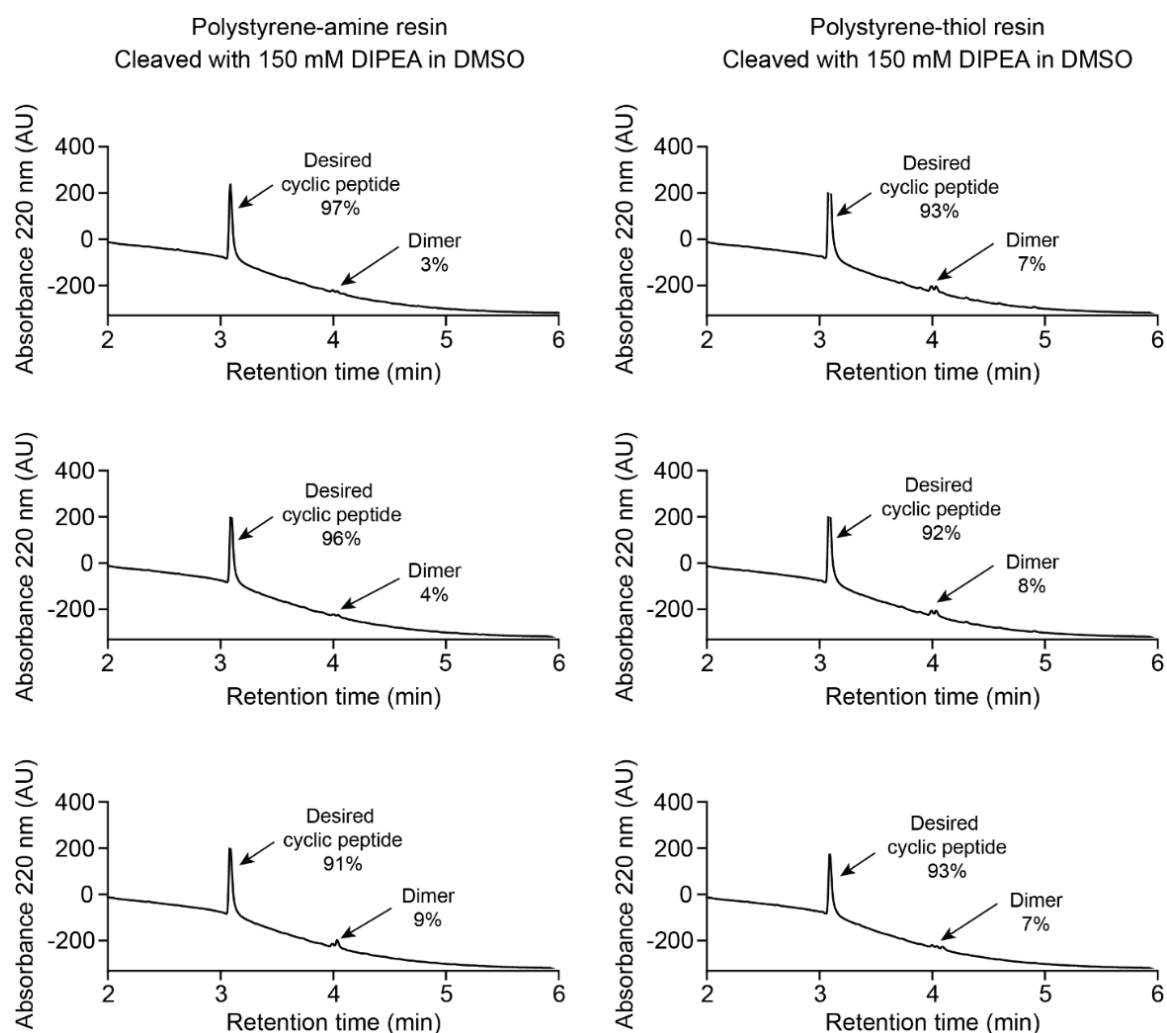 Polystyrene-amine resin
Cleaved with 150 mM DIPEA in DMSO
Absorbance 220 nm (AU)
400
200
0
-200
Desired
cyclic peptide
97%
Dimer
3%
2 3 4 5 6
Retention time (min)
Polystyrene-thiol resin
Cleaved with 150 mM DIPEA in DMSO
Absorbance 220 nm (AU)
400
200
0
-200
Desired
cyclic peptide
93%
Dimer
7%
2 3 4 5 6
Retention time (min)
Absorbance 220 nm (AU)
400
200
0
-200
Desired
cyclic peptide
96%
Dimer
4%
2 3 4 5 6
Retention time (min)
Absorbance 220 nm (AU)
400
200
0
-200
Desired
cyclic peptide
92%
Dimer
8%
2 3 4 5 6
Retention time (min)
Absorbance 220 nm (AU)
400
200
0
-200
Desired
cyclic peptide
91%
Dimer
9%
2 3 4 5 6
Retention time (min)
Absorbance 220 nm (AU)
400
200
0
-200
Desired
cyclic peptide
93%
Dimer
7%
2 3 4 5 6
Retention time (min)